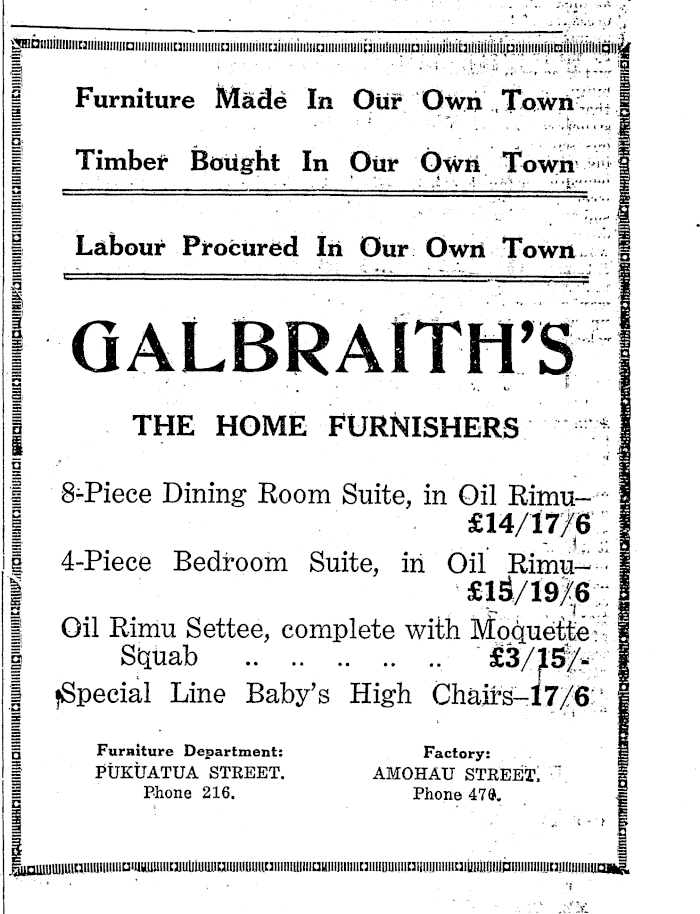 Furniture Made In Our Own Town
Timber Bought In Our Own Town
Labour Procured In Our Own Town
GALBRAITH'S
THE HOME FURNISHERS
8-Piece Dining Room Suite, in Oil Rimu—
£14/17/6
4-Piece Bedroom Suite, in Oil Rimu—
£15/19/6
Oil Rimu Settee, complete with Moquette
Squab .. .. .. .. .. £3/15/-
Special Line Baby's High Chairs—17/6
Furniture Department: Factory:
PUKUATUA STREET. AMOHAU STREET,
Phone 216. Phone